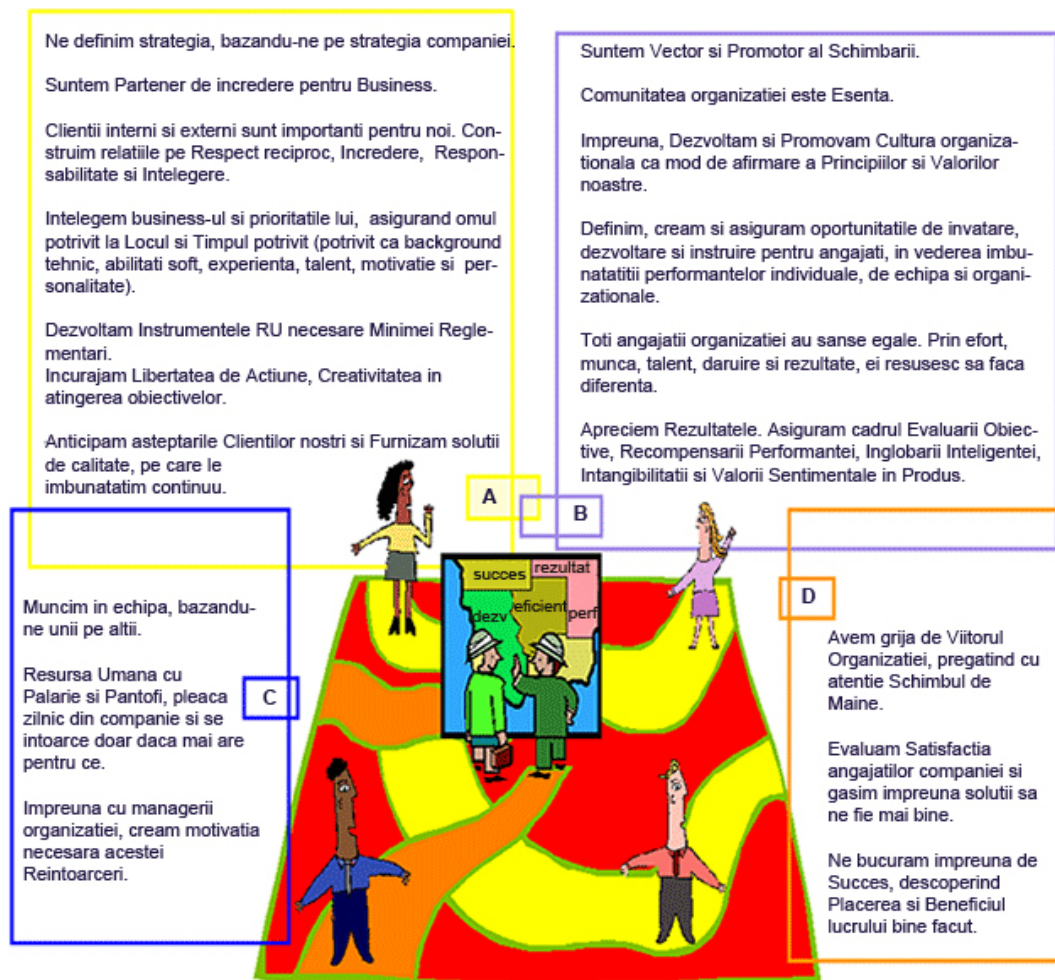 Ne definim strategia, bazandu-ne pe strategia companiei.
Suntem Partener de incredere pentru Business.
Clientii interni si externi sunt importanti pentru noi. Con-
struim relatiile pe Respect reciproc, Incredere, Respon-
sabilitate si Intelegere.
Intelegem business-ul si prioritatile lui, asigurand omul
potrivit la Locul si Timpul potrivit (potrivit ca background
tehnic, abilitati soft, experienta, talent, motivatie si per-
sonalitate).
Dezvoltam Instrumentele RU necesare Minimei Regle-
mentari.
Incurajam Libertatea de Actiune, Creativitatea in
atingerea obiectivelor.
Anticipam asteptarile Clientilor nostri si Furnizam solutii
de calitate, pe care le
imbunatatim continuu.
A
Suntem Vector si Promotor al Schimbarii.
Comunitatea organizatiei este Esenta.
Impreuna, Dezvoltam si Promovam Cultura organiza-
tionala ca mod de afirmare a Principiilor si Valorilor
noastre.
Definim, cream si asiguram oportunitatile de invatare,
dezvoltare si instruire pentru angajati, in vederea imbu-
natatitii performantelor individuale, de echipa si organi-
zationale.
Toti angajatii organizatiei au sanse egale. Prin efort,
munca, talent, daruire si rezultate, ei resusesc sa faca
diferenta.
Apreciem Rezultatele. Asiguram cadrul Evaluarii Obiec-
tive, Recompensarii Performantei, Inglobarii Inteligentei,
Intangibilitatii si Valorii Sentimentale in Produs.
B
succes
rezultat
dezv
eficient
perf
Muncim in echipa, bazandu-
ne unii pe altii.
Resursa Umana cu
Palarie si Pantofi, pleaca
zilnic din companie si se
intoarce doar daca mai are
pentru ce.
Impreuna cu managerii
organizatiei, cream motivatia
necesara acestei
Reintoarceri.
C
D
Avem grija de Viitorul
Organizatiei, pregatind cu
atentie Schimbul de
Maine.
Evaluam Satisfactia
angajatilor companiei si
gasim impreuna solutii sa
ne fie mai bine.
Ne bucuram impreuna de
Succes, descoperind
Placerea si Beneficiul
lucrului bine facut.